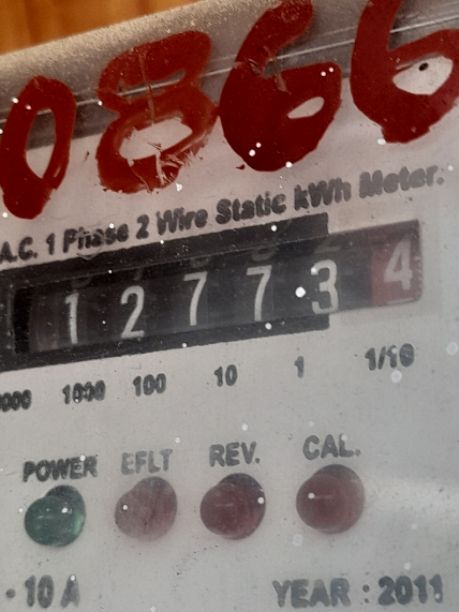 0866
A.C. 1 Phase 2 Wire Static kWh Meter.
1 2 7 7 3 4
000 1000 100 10 1 1/10
POWER EFLT REV. CAL.
- 10 A YEAR : 2011